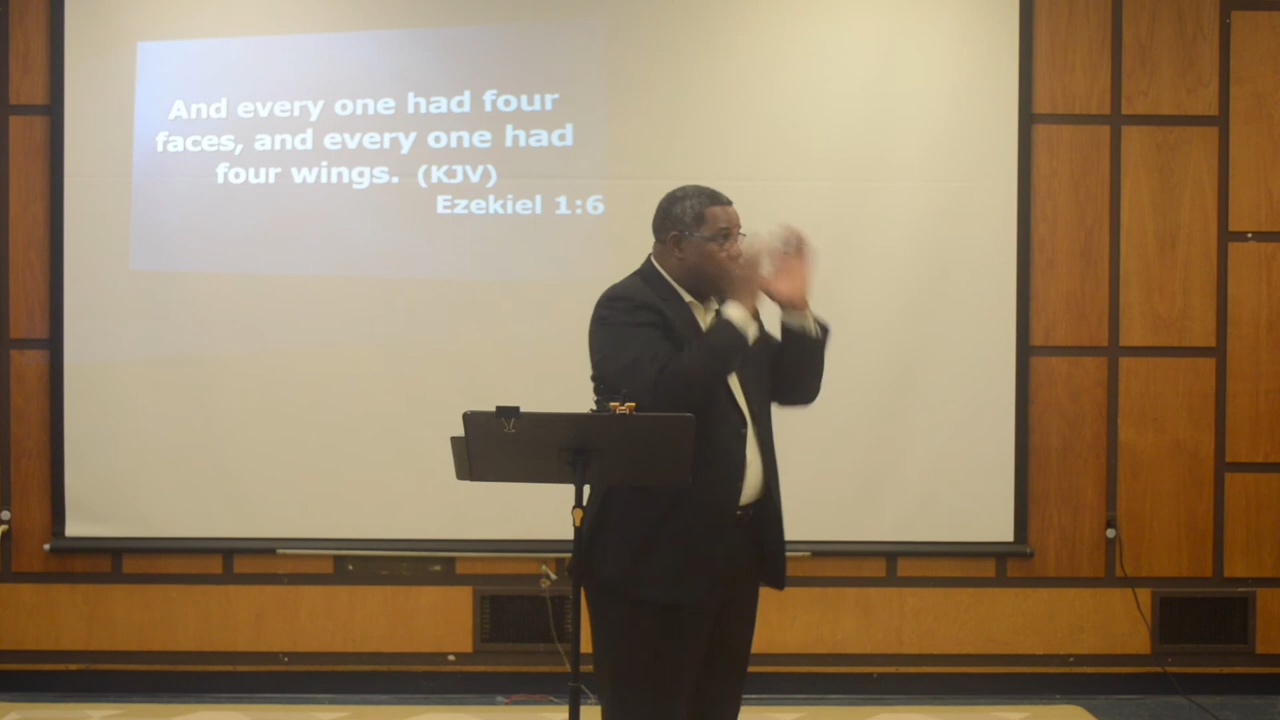 And every one had four
faces, and every one had
four wings. (KJV)
Ezekiel 1:6